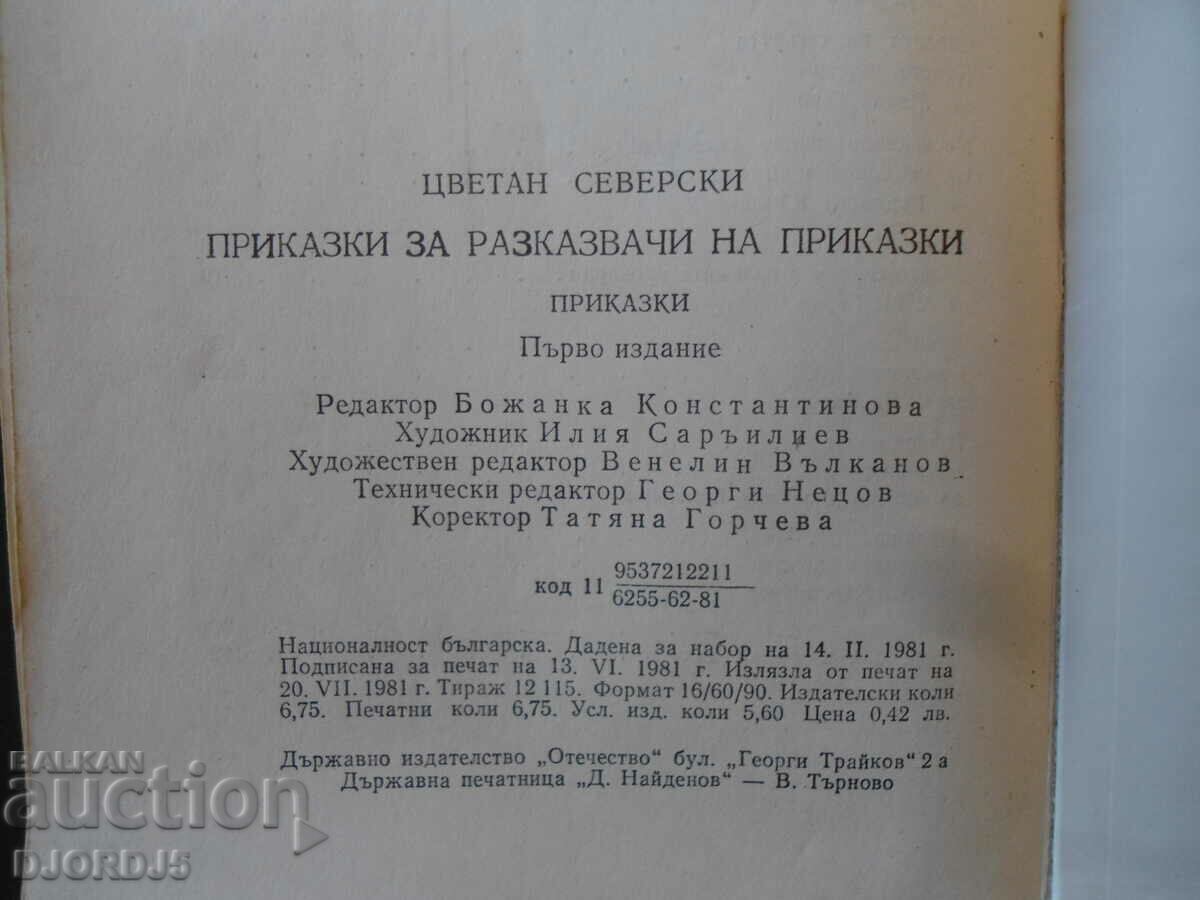 ЦВЕТАН СЕВЕРСКИ
ПРИКАЗКИ ЗА РАЗКАЗВАЧИ НА ПРИКАЗКИ
ПРИКАЗКИ
Първо издание
Редактор Божанка Константинова
Художник Илия Саръилиев
Художествен редактор Венелин Вълканов
Технически редактор Георги Нецов
Коректор Татяна Горчева
код 11 9537212211
6255-62-81
Националност българска. Дадена за набор на 14. II. 1981 г.
Подписана за печат на 13. VI. 1981 г. Излязла от печат на
20. VII. 1981 г. Тираж 12 115. Формат 16/60/90. Издателски коли
6,75. Печатни коли 6,75. Усл. изд. коли 5,60 Цена 0,42 лв.
Държавно издателство „Отечество“ бул. „Георги Трайков“ 2 а
Държавна печатница „Д. Найденов“ — В. Търново
BALKAN
auction
DJORDJ5